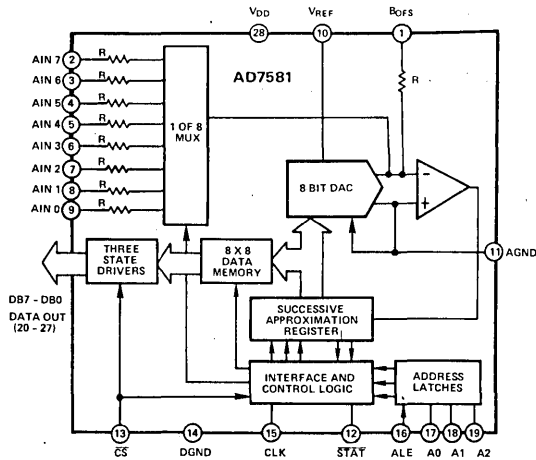 VDD
VREF
BOFS
28
10
1
AD7581
AIN 7 2 R
AIN 6 3 R
AIN 5 4 R
AIN 4 5 R
AIN 3 6 R
AIN 2 7 R
AIN 1 8 R
AIN 0 9 R
1 OF 8
MUX
R
8 BIT DAC
−
+
11
AGND
THREE
STATE
DRIVERS
8 X 8
DATA
MEMORY
DB7 - DB0
DATA OUT
(20 - 27)
SUCCESSIVE
APPROXIMATION
REGISTER
INTERFACE AND
CONTROL LOGIC
ADDRESS
LATCHES
13 14 15 12 16 17 18 19
CS DGND CLK STAT ALE A0 A1 A2